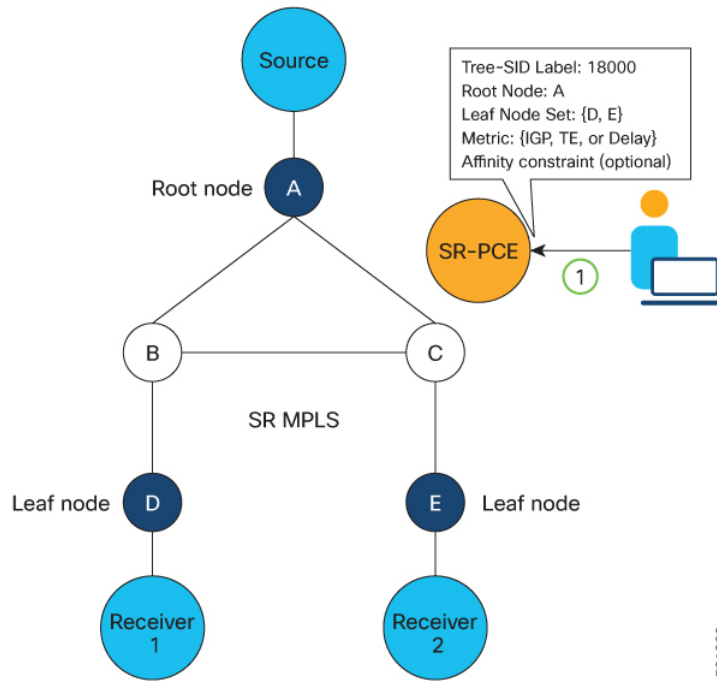 Source
Tree-SID Label: 18000
Root Node: A
Leaf Node Set: {D, E}
Metric: {IGP, TE, or Delay}
Affinity constraint (optional)
Root node
A
SR-PCE
1
B
C
SR MPLS
Leaf node
D
E
Leaf node
Receiver
1
Receiver
2